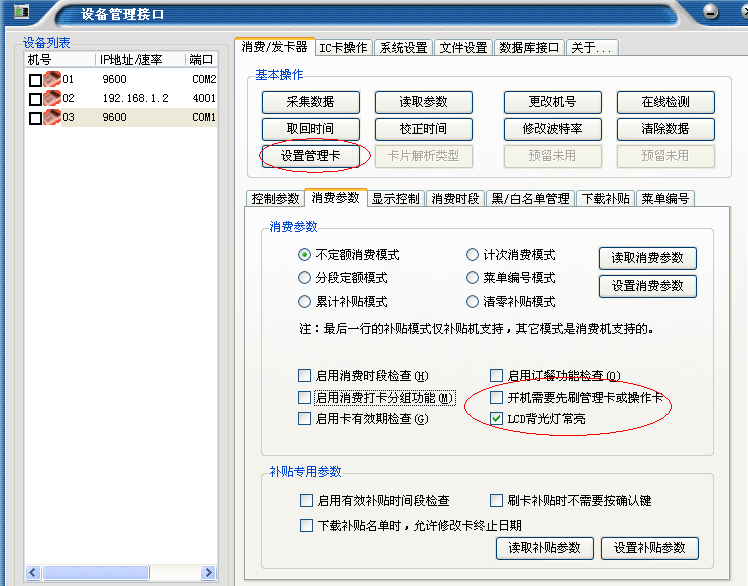 设备管理接口
设备列表
机号 IP地址/速率 端口
01 9600 COM2
02 192.168.1.2 4001
03 9600 COM1
消费/发卡器 IC卡操作 系统设置 文件设置 数据库接口 关于...
基本操作
采集数据 读取参数 更改机号 在线检测
取回时间 校正时间 修改波特率 清除数据
设置管理卡 卡片解析类型 预留未用 预留未用
控制参数 消费参数 显示控制 消费时段 黑/白名单管理 下载补贴 菜单编号
消费参数
不定额消费模式 计次消费模式 读取消费参数
分段定额模式 菜单编号模式 设置消费参数
累计补贴模式 清零补贴模式
注：最后一行的补贴模式仅补贴机支持，其它模式是消费机支持的。
启用消费时段检查(H) 启用订餐功能检查(O)
启用消费打卡分组功能(M) 开机需要先刷管理卡或操作卡
启用卡有效期检查(G) LCD背光灯常亮
补贴专用参数
启用有效补贴时间段检查 刷卡补贴时不需要按确认键
下载补贴名单时，允许修改卡终止日期
读取补贴参数 设置补贴参数